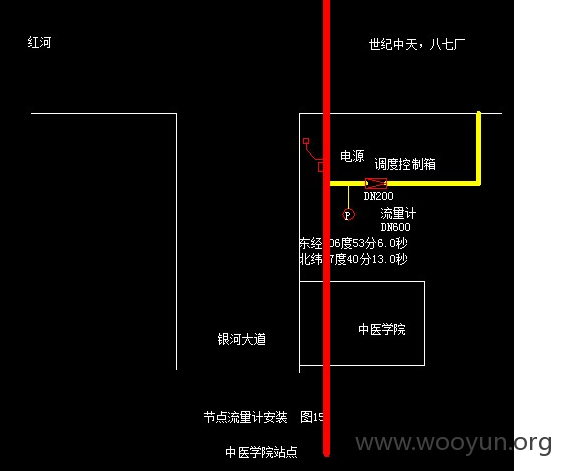 红河
世纪中天，八七厂
电源
调度控制箱
DN200
P
流量计
DN600
东经 06度53分6.0秒
北纬 7度40分13.0秒
银河大道
中医学院
节点流量计安装 图15
中医学院站点
www.wooyun.org